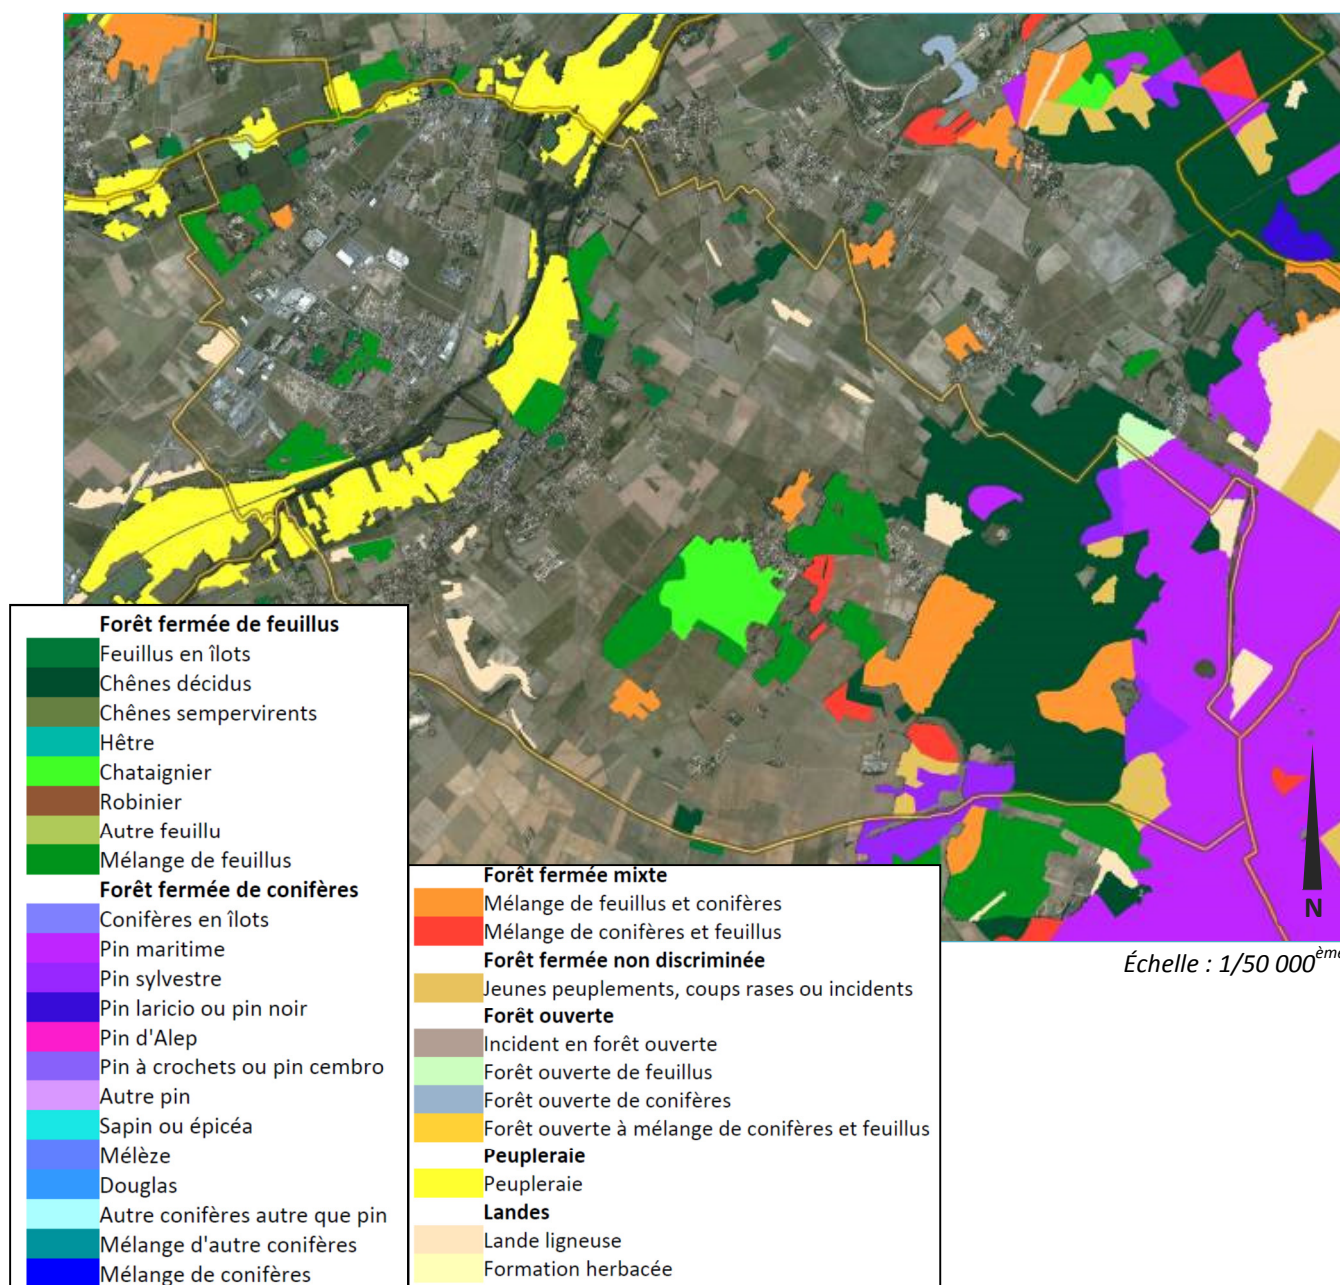 Forêt fermée de feuillus
Feuillus en îlots
Chênes décidus
Chênes sempervirents
Hêtre
Chataignier
Robinier
Autre feuillu
Mélange de feuillus
Forêt fermée de conifères
Conifères en îlots
Pin maritime
Pin sylvestre
Pin laricio ou pin noir
Pin d'Alep
Pin à crochets ou pin cembro
Autre pin
Sapin ou épicéa
Mélèze
Douglas
Autre conifères autre que pin
Mélange d'autre conifères
Mélange de conifères
Forêt fermée mixte
Mélange de feuillus et conifères
Mélange de conifères et feuillus
Forêt fermée non discriminée
Jeunes peuplements, coups rases ou incidents
Forêt ouverte
Incident en forêt ouverte
Forêt ouverte de feuillus
Forêt ouverte de conifères
Forêt ouverte à mélange de conifères et feuillus
Peupleraie
Peupleraie
Landes
Lande ligneuse
Formation herbacée
N
Échelle : 1/50 000ème